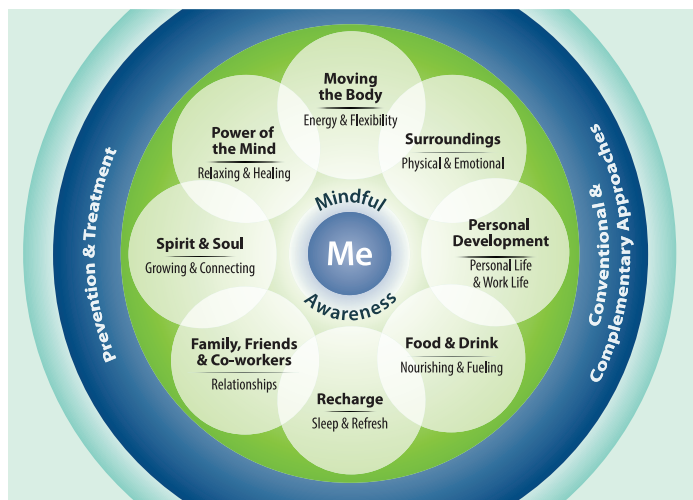 Moving
the Body
Energy & Flexibility
Surroundings
Physical & Emotional
Personal
Development
Personal Life
& Work Life
Food & Drink
Nourishing & Fueling
Recharge
Sleep & Refresh
Family, Friends
& Co-workers
Relationships
Spirit & Soul
Growing & Connecting
Power of
the Mind
Relaxing & Healing
Mindful
Me
Awareness
Prevention & Treatment
Conventional &
Complementary Approaches